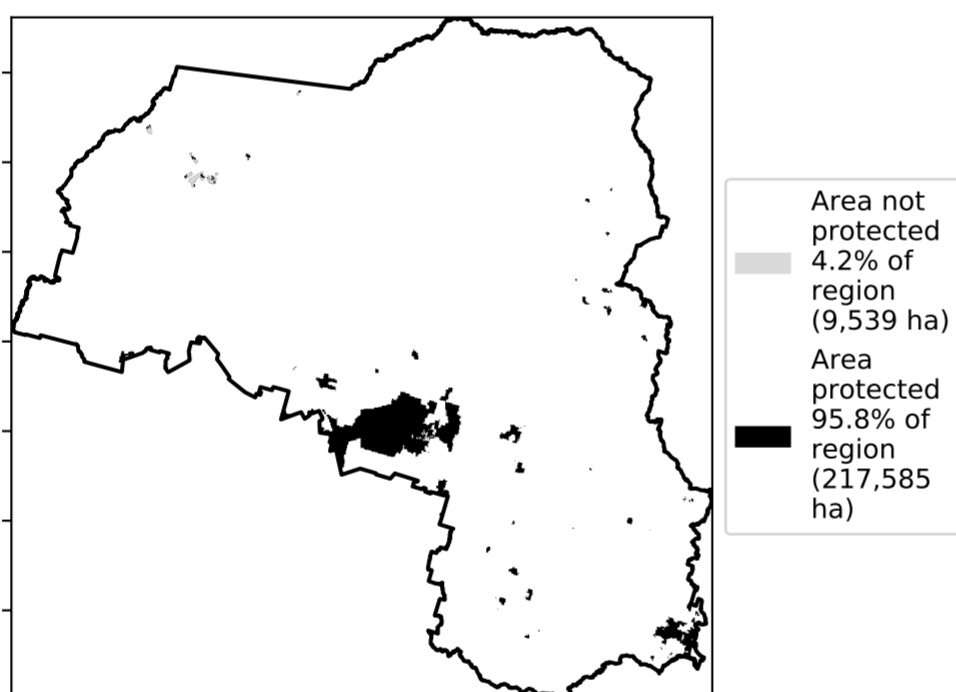 Area not
protected
4.2% of
region
(9,539 ha)
Area
protected
95.8% of
region
(217,585
ha)